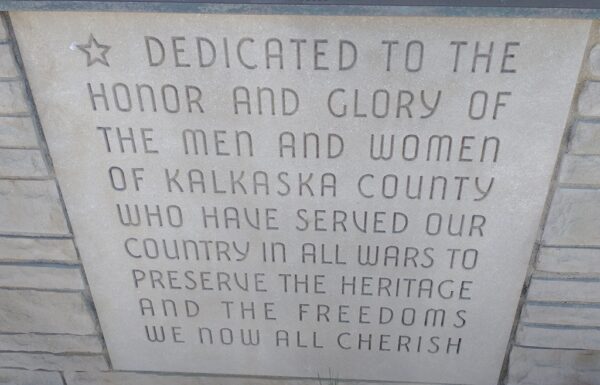 ☆ DEDICATED TO THE
HONOR AND GLORY OF
THE MEN AND WOMEN
OF KALKASKA COUNTY
WHO HAVE SERVED OUR
COUNTRY IN ALL WARS TO
PRESERVE THE HERITAGE
AND THE FREEDOMS
WE NOW ALL CHERISH